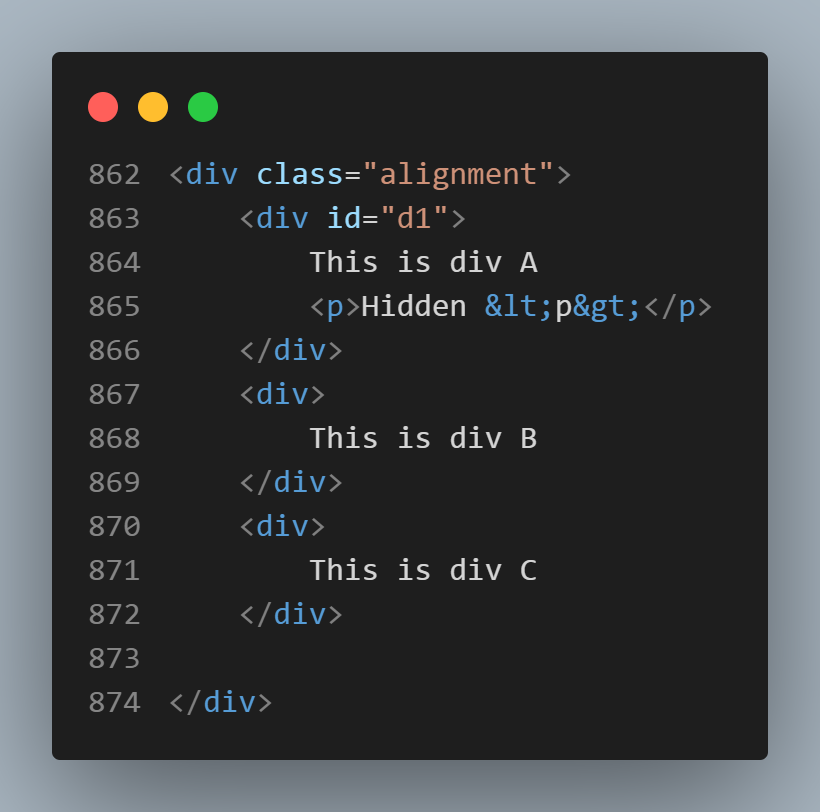 862 <div class="alignment">
863     <div id="d1">
864         This is div A
865         <p>Hidden &lt;p&gt;</p>
866     </div>
867     <div>
868         This is div B
869     </div>
870     <div>
871         This is div C
872     </div>
873
874 </div>